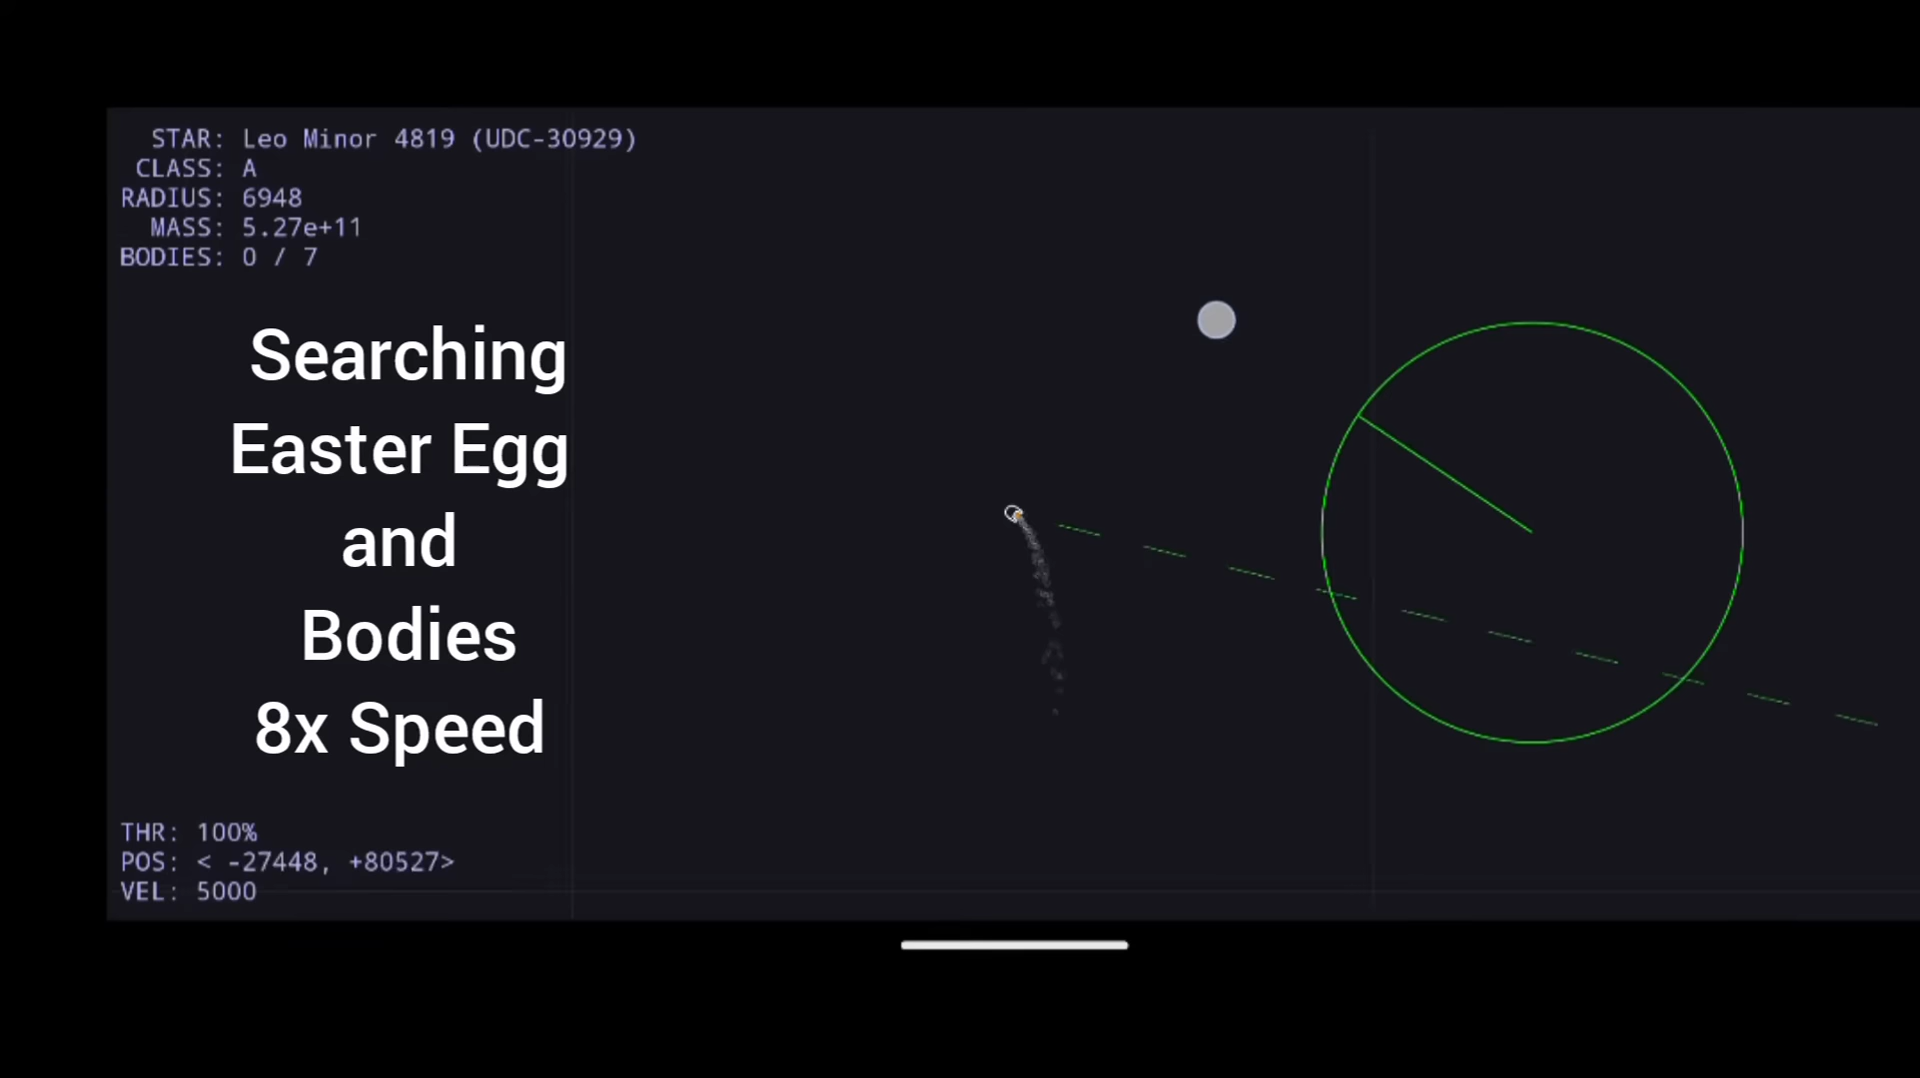 STAR: Leo Minor 4819 (UDC-30929)
CLASS: A
RADIUS: 6948
MASS: 5.27e+11
BODIES: 0 / 7
Searching
Easter Egg
and
Bodies
8x Speed
THR: 100%
POS: < -27448, +80527>
VEL: 5000